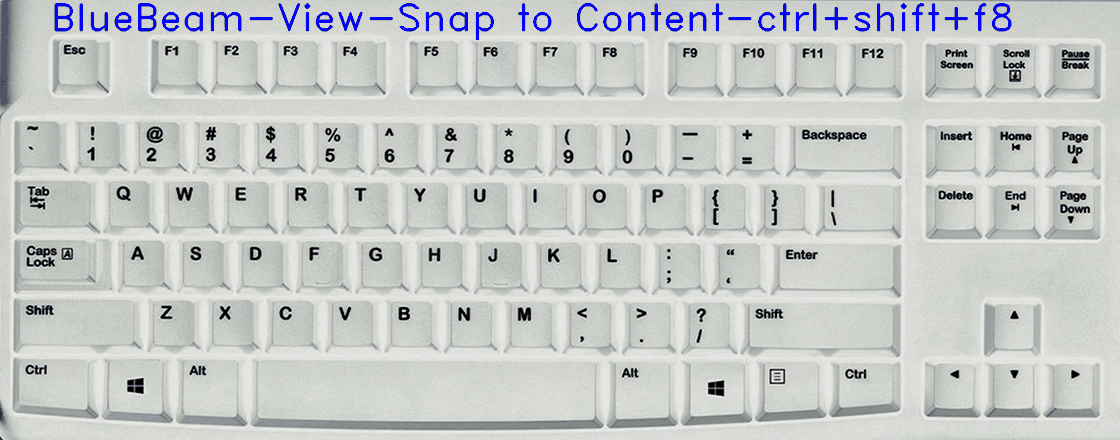 BlueBeam-View-Snap to Content-ctrl+shift+f8
Esc F1 F2 F3 F4 F5 F6 F7 F8 F9 F10 F11 F12 Print Screen Scroll Lock Pause Break
~ ` ! 1 @ 2 # 3 $ 4 % 5 ^ 6 & 7 * 8 ( 9 ) 0 — - + = Backspace Insert Home Page Up
Tab Q W E R T Y U I O P { [ } ] | \ Delete End Page Down
Caps Lock A S D F G H J K L : ; “ ‘ Enter
Shift Z X C V B N M < , > . ? / Shift
Ctrl Alt Alt Ctrl